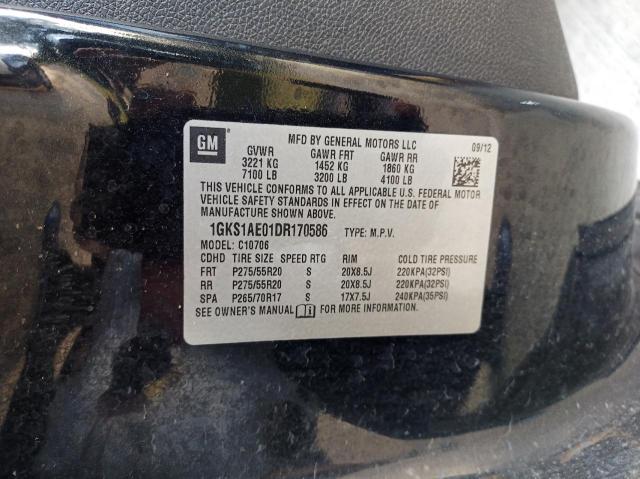 GM
MFD BY GENERAL MOTORS LLC
09/12
GVWR GAWR FRT GAWR RR
3221 KG 1452 KG 1860 KG
7100 LB 3200 LB 4100 LB
THIS VEHICLE CONFORMS TO ALL APPLICABLE U.S. FEDERAL MOTOR
VEHICLE SAFETY STANDARDS IN EFFECT ON THE DATE OF
MANUFACTURE SHOWN ABOVE.
1GKS1AE01DR170586 TYPE: M.P.V.
MODEL: C10706
CDHD TIRE SIZE SPEED RTG RIM COLD TIRE PRESSURE
FRT P275/55R20 S 20X8.5J 220KPA(32PSI)
RR P275/55R20 S 20X8.5J 220KPA(32PSI)
SPA P265/70R17 S 17X7.5J 240KPA(35PSI)
SEE OWNER'S MANUAL FOR MORE INFORMATION.